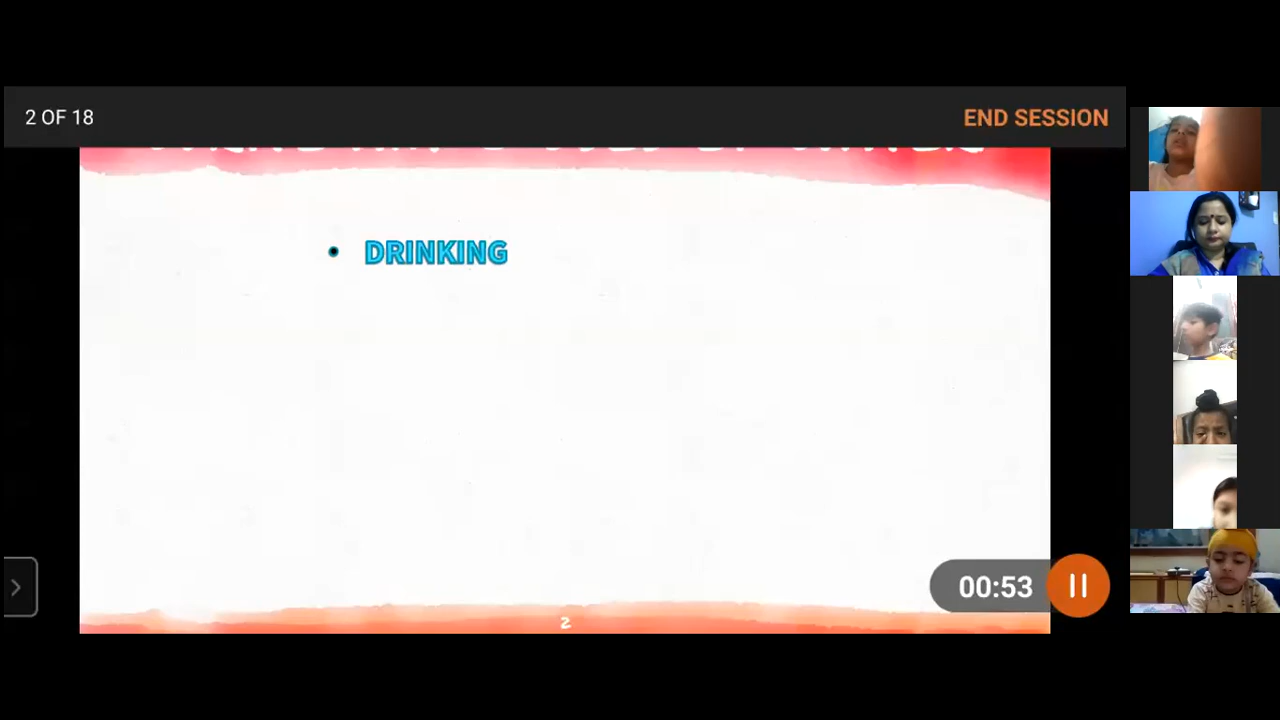 2 OF 18
END SESSION
• DRINKING
00:53
2